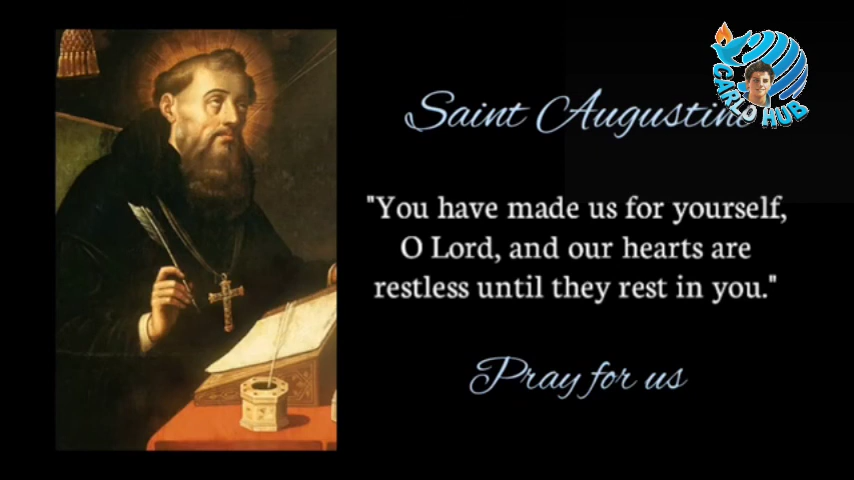 Saint Augustine
CARLO HUB
"You have made us for yourself,
O Lord, and our hearts are
restless until they rest in you."
Pray for us